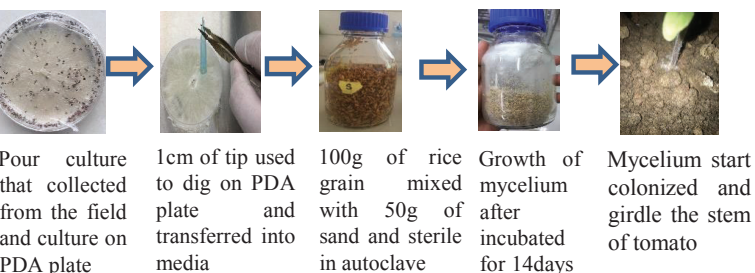 Pour culture
that collected
from the field
and culture on
PDA plate
1cm of tip used
to dig on PDA
plate and
transferred into
media
100g of rice
grain mixed
with 50g of
sand and sterile
in autoclave
Growth of
mycelium
after
incubated
for 14days
Mycelium start
colonized and
girdle the stem
of tomato
S